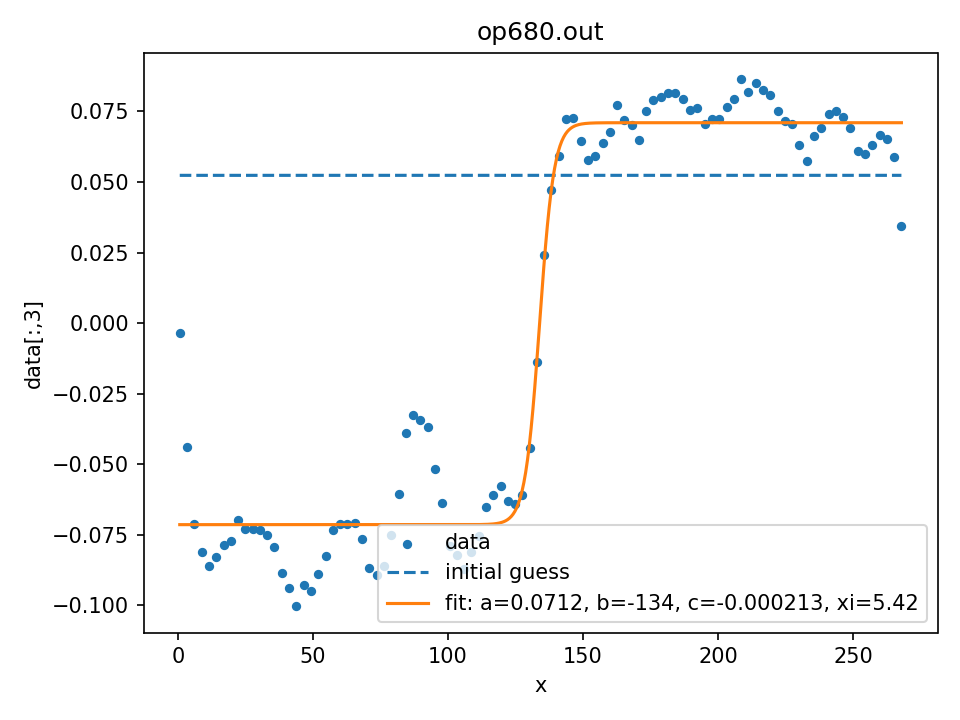 op680.out
0.075
0.050
0.025
0.000
−0.025
−0.050
−0.075
−0.100
data[:,3]
data
initial guess
fit: a=0.0712, b=-134, c=-0.000213, xi=5.42
0
50
100
150
200
250
x